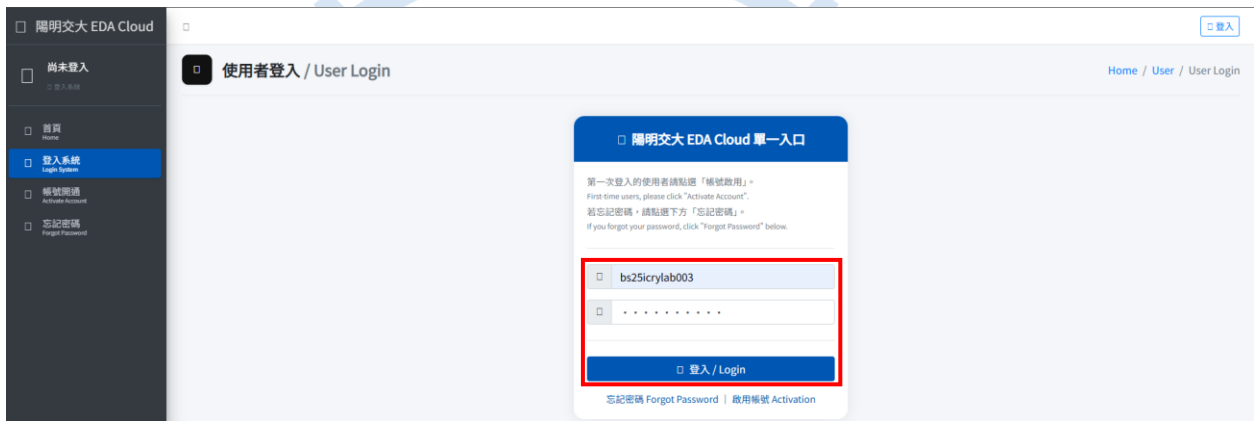 陽明交大 EDA Cloud
登入
尚未登入
登入系統
使用者登入 / User Login
Home / User / User Login
首頁
Home
登入系統
Login System
帳號開通
Activate Account
忘記密碼
Forgot Password
陽明交大 EDA Cloud 單一入口
第一次登入的使用者請點選「帳號啟用」。
First-time users, please click "Activate Account".
若忘記密碼，請點選下方「忘記密碼」。
If you forgot your password, click "Forgot Password" below.
bs25icrylab003
登入 / Login
忘記密碼 Forgot Password | 啟用帳號 Activation